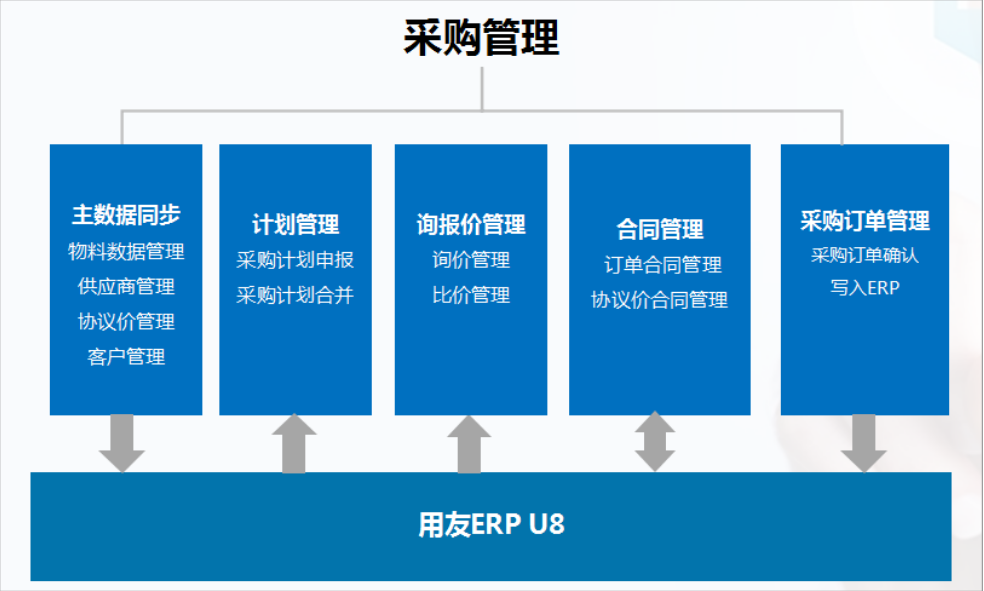 采购管理
主数据同步
物料数据管理
供应商管理
协议价管理
客户管理
计划管理
采购计划申报
采购计划合并
询报价管理
询价管理
比价管理
合同管理
订单合同管理
协议价合同管理
采购订单管理
采购订单确认
写入ERP
用友ERP U8